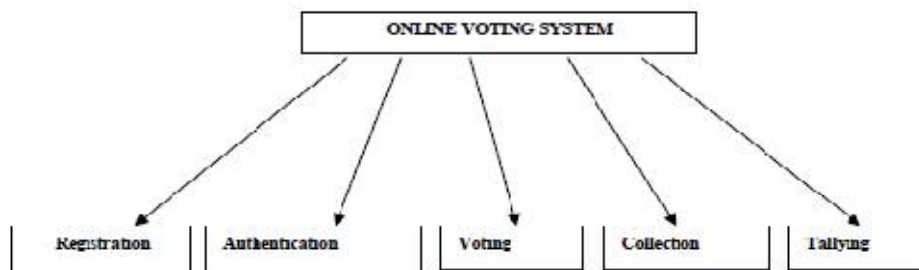 ONLINE VOTING SYSTEM
Registration Authentication Voting Collection Tallying